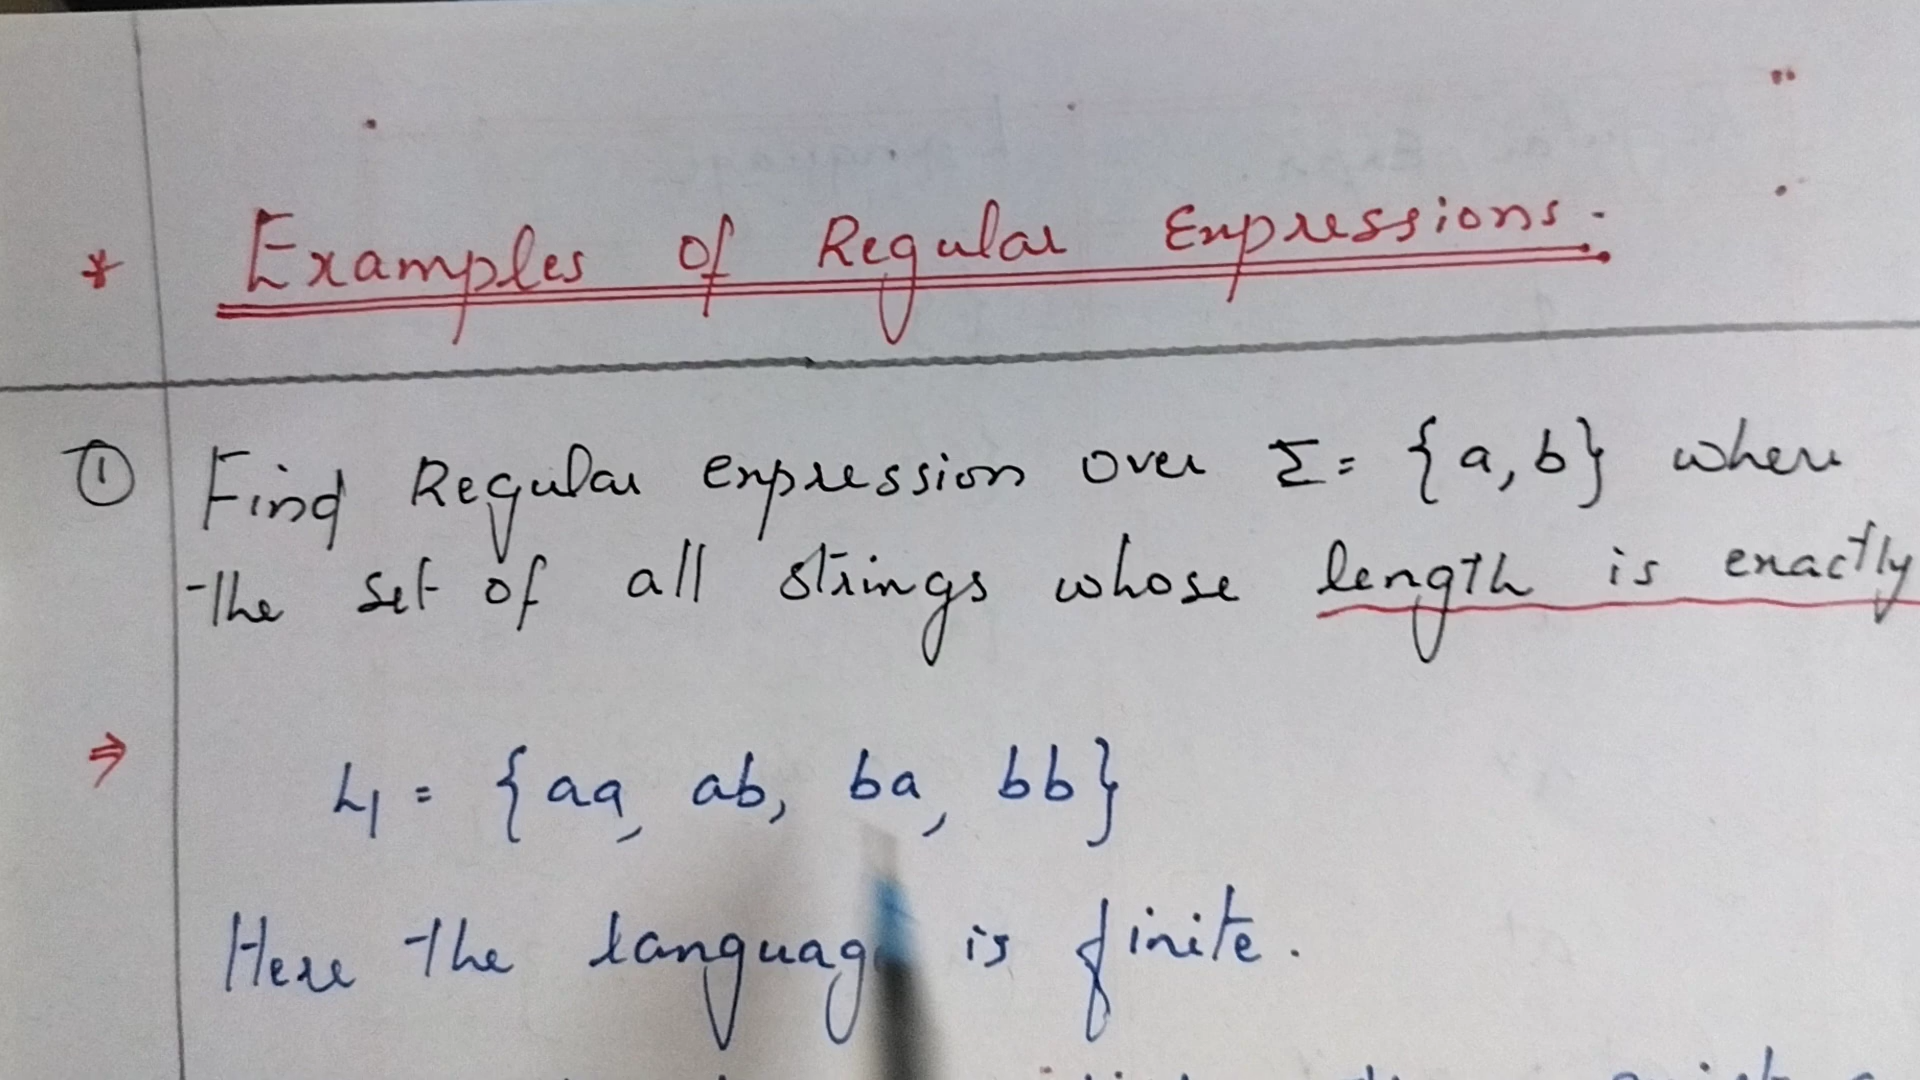 * Examples of Regular Expressions.
① Find Regular expression over Σ = {a, b} where
the set of all strings whose length is exactly
⇒ L1 = {aa, ab, ba, bb}
Here the language is finite.